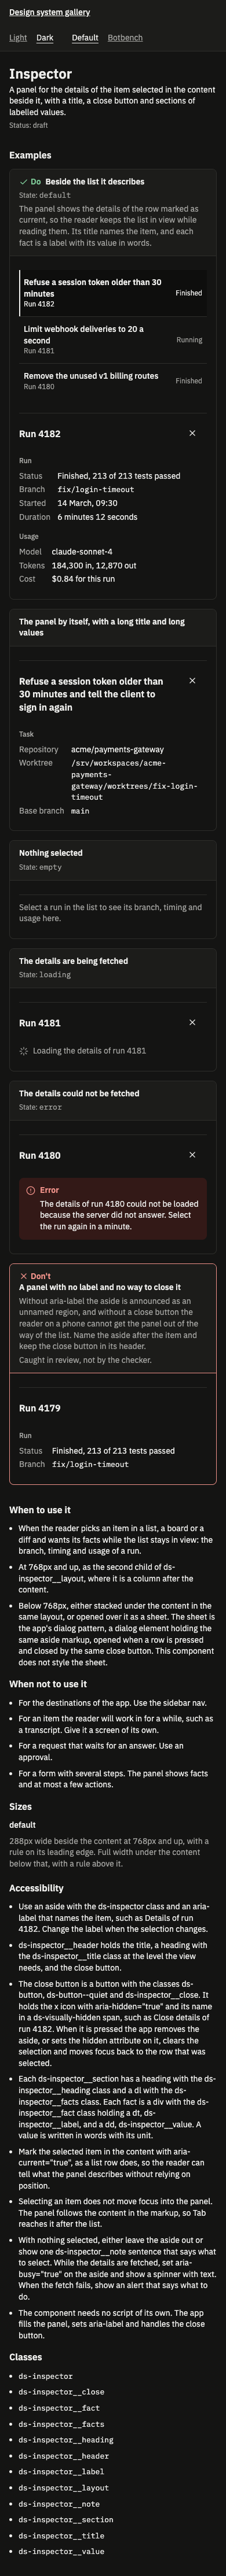 Design system gallery
Light Dark Default Botbench
Inspector
A panel for the details of the item selected in the content
beside it, with a title, a close button and sections of
labelled values.
Status: draft
Examples
Do Beside the list it describes
State: default
The panel shows the details of the row marked as
current, so the reader keeps the list in view while
reading them. Its title names the item, and each
fact is a label with its value in words.
Refuse a session token older than 30
minutes
Run 4182
Finished
Limit webhook deliveries to 20 a
second
Run 4181
Running
Remove the unused v1 billing routes
Run 4180
Finished
Run 4182
Run
Status Finished, 213 of 213 tests passed
Branch fix/login-timeout
Started 14 March, 09:30
Duration 6 minutes 12 seconds
Usage
Model claude-sonnet-4
Tokens 184,300 in, 12,870 out
Cost $0.84 for this run
The panel by itself, with a long title and long
values
Refuse a session token older than
30 minutes and tell the client to
sign in again
Task
Repository acme/payments-gateway
Worktree /srv/workspaces/acme-
payments-
gateway/worktrees/fix-login-
timeout
Base branch main
Nothing selected
State: empty
Select a run in the list to see its branch, timing and
usage here.
The details are being fetched
State: loading
Run 4181
Loading the details of run 4181
The details could not be fetched
State: error
Run 4180
Error
The details of run 4180 could not be loaded
because the server did not answer. Select
the run again in a minute.
Don't
A panel with no label and no way to close it
Without aria-label the aside is announced as an
unnamed region, and without a close button the
reader on a phone cannot get the panel out of the
way of the list. Name the aside after the item and
keep the close button in its header.
Caught in review, not by the checker.
Run 4179
Run
Status Finished, 213 of 213 tests passed
Branch fix/login-timeout
When to use it
• When the reader picks an item in a list, a board or a
diff and wants its facts while the list stays in view: the
branch, timing and usage of a run.
• At 768px and up, as the second child of ds-
inspector__layout, where it is a column after the
content.
• Below 768px, either stacked under the content in the
same layout, or opened over it as a sheet. The sheet is
the app's dialog pattern, a dialog element holding the
same aside markup, opened when a row is pressed
and closed by the same close button. This component
does not style the sheet.
When not to use it
• For the destinations of the app. Use the sidebar nav.
• For an item the reader will work in for a while, such as
a transcript. Give it a screen of its own.
• For a request that waits for an answer. Use an
approval.
• For a form with several steps. The panel shows facts
and at most a few actions.
Sizes
default
288px wide beside the content at 768px and up, with a
rule on its leading edge. Full width under the content
below that, with a rule above it.
Accessibility
• Use an aside with the ds-inspector class and an aria-
label that names the item, such as Details of run
4182. Change the label when the selection changes.
• ds-inspector__header holds the title, a heading with
the ds-inspector__title class at the level the view
needs, and the close button.
• The close button is a button with the classes ds-
button, ds-button--quiet and ds-inspector__close. It
holds the x icon with aria-hidden="true" and its name
in a ds-visually-hidden span, such as Close details of
run 4182. When it is pressed the app removes the
aside, or sets the hidden attribute on it, clears the
selection and moves focus back to the row that was
selected.
• Each ds-inspector__section has a heading with the ds-
inspector__heading class and a dl with the ds-
inspector__facts class. Each fact is a div with the ds-
inspector__fact class holding a dt, ds-
inspector__label, and a dd, ds-inspector__value. A
value is written in words with its unit.
• Mark the selected item in the content with aria-
current="true", as a list row does, so the reader can
tell what the panel describes without relying on
position.
• Selecting an item does not move focus into the panel.
The panel follows the content in the markup, so Tab
reaches it after the list.
• With nothing selected, either leave the aside out or
show one ds-inspector__note sentence that says what
to select. While the details are fetched, set aria-
busy="true" on the aside and show a spinner with text.
When the fetch fails, show an alert that says what to
do.
• The component needs no script of its own. The app
fills the panel, sets aria-label and handles the close
button.
Classes
• ds-inspector
• ds-inspector__close
• ds-inspector__fact
• ds-inspector__facts
• ds-inspector__heading
• ds-inspector__header
• ds-inspector__label
• ds-inspector__layout
• ds-inspector__note
• ds-inspector__section
• ds-inspector__title
• ds-inspector__value